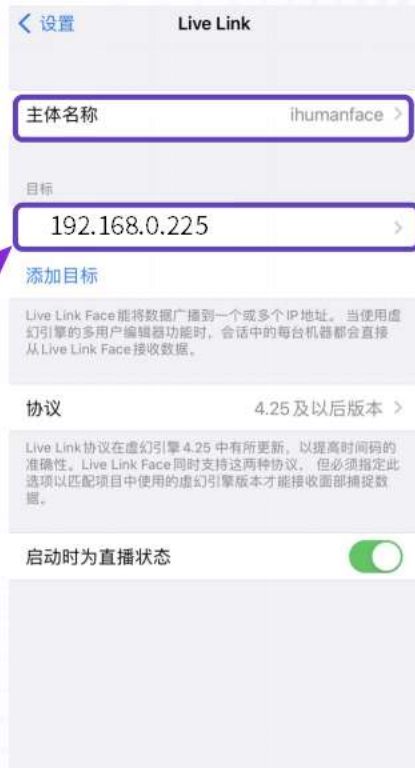 设置
Live Link
主体名称 ihumanface
目标
192.168.0.225
添加目标
Live Link Face能将数据广播到一个或多个IP地址。当使用虚
幻引擎的多用户编辑器功能时，会话中的每台机器都会直接
从Live Link Face接收数据。
协议 4.25及以后版本
Live Link协议在虚幻引擎4.25 中有所更新，以提高时间码的
准确性。Live Link Face同时支持这两种协议， 但必须指定此
选项以匹配项目中使用的虚幻引擎版本才能接收面部捕捉数
据。
启动时为直播状态